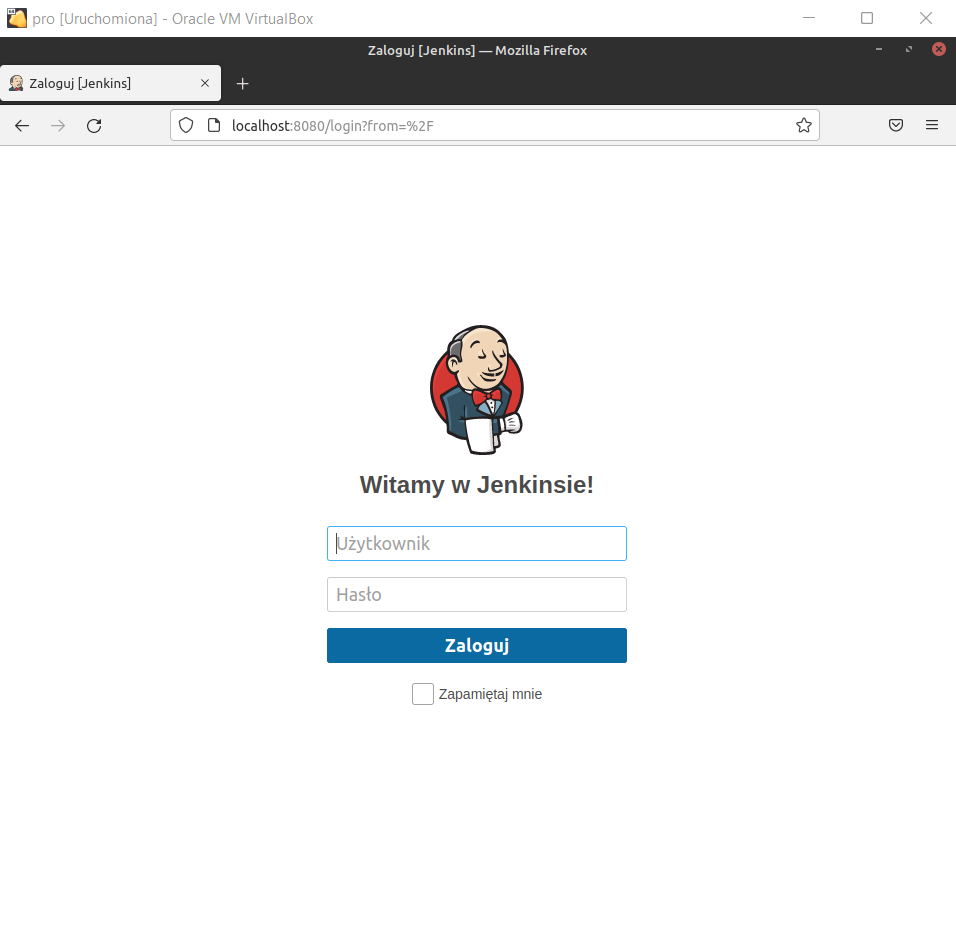 pro [Uruchomiona] - Oracle VM VirtualBox
Zaloguj [Jenkins] — Mozilla Firefox
Zaloguj [Jenkins]
localhost:8080/login?from=%2F
Witamy w Jenkinsie!
Użytkownik
Hasło
Zaloguj
Zapamiętaj mnie